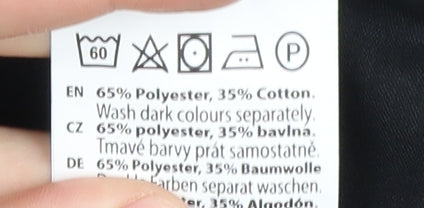 60 P
EN 65% Polyester, 35% Cotton.
Wash dark colours separately.
CZ 65% polyester, 35% bavlna.
Tmavé barvy prát samostatně.
DE 65% Polyester, 35% Baumwolle
separat waschen.
35% Algodón.